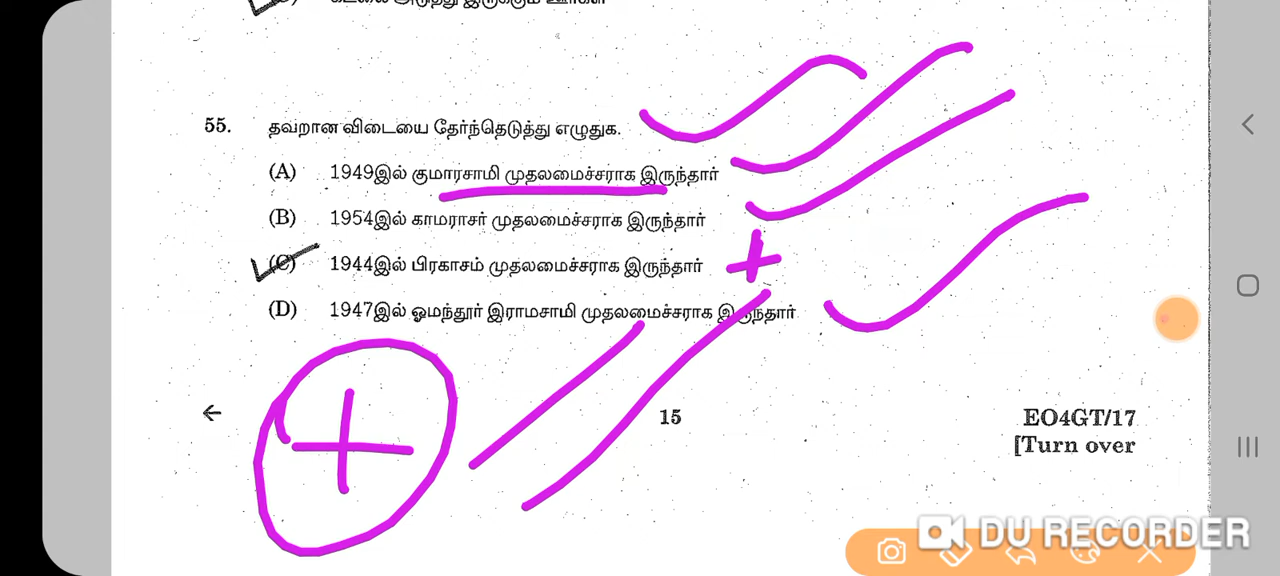 55. தவறான விடையை தேர்ந்தெடுத்து எழுதுக.
(A) 1949இல் குமாரசாமி முதலமைச்சராக இருந்தார்
(B) 1954இல் காமராசர் முதலமைச்சராக இருந்தார்
(C) 1944இல் பிரகாசம் முதலமைச்சராக இருந்தார்
(D) 1947இல் ஓமந்தூர் இராமசாமி முதலமைச்சராக இருந்தார்
← 15 EO4GT/17
[Turn over
DU RECORDER